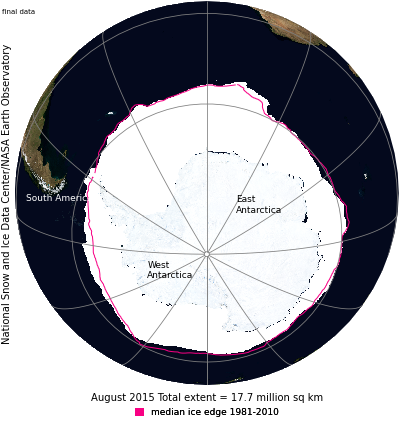 final data
National Snow and Ice Data Center/NASA Earth Observatory
South Americ
East
Antarctica
West
Antarctica
August 2015 Total extent = 17.7 million sq km
median ice edge 1981-2010